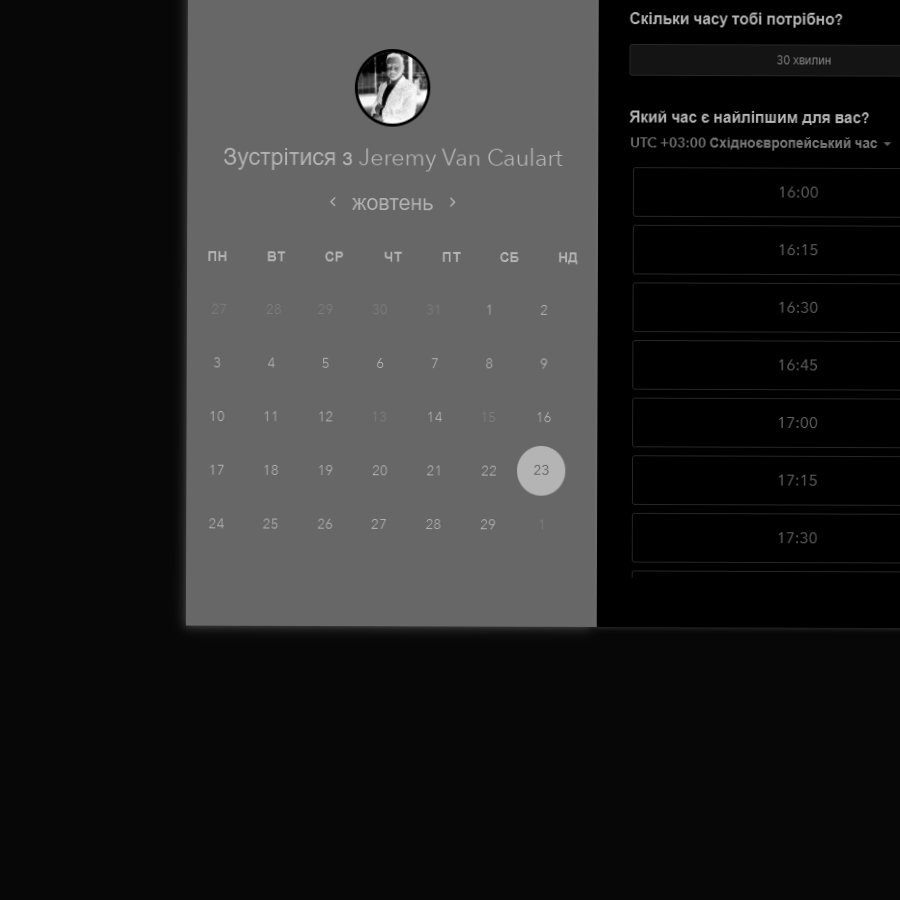 Зустрітися з Jeremy Van Caulart
жовтень
ПН ВТ СР ЧТ ПТ СБ НД
27 28 29 30 31 1 2
3 4 5 6 7 8 9
10 11 12 13 14 15 16
17 18 19 20 21 22 23
24 25 26 27 28 29 1
Скільки часу тобі потрібно?
30 хвилин
Який час є найліпшим для вас?
UTC +03:00 Східноєвропейський час
16:00
16:15
16:30
16:45
17:00
17:15
17:30